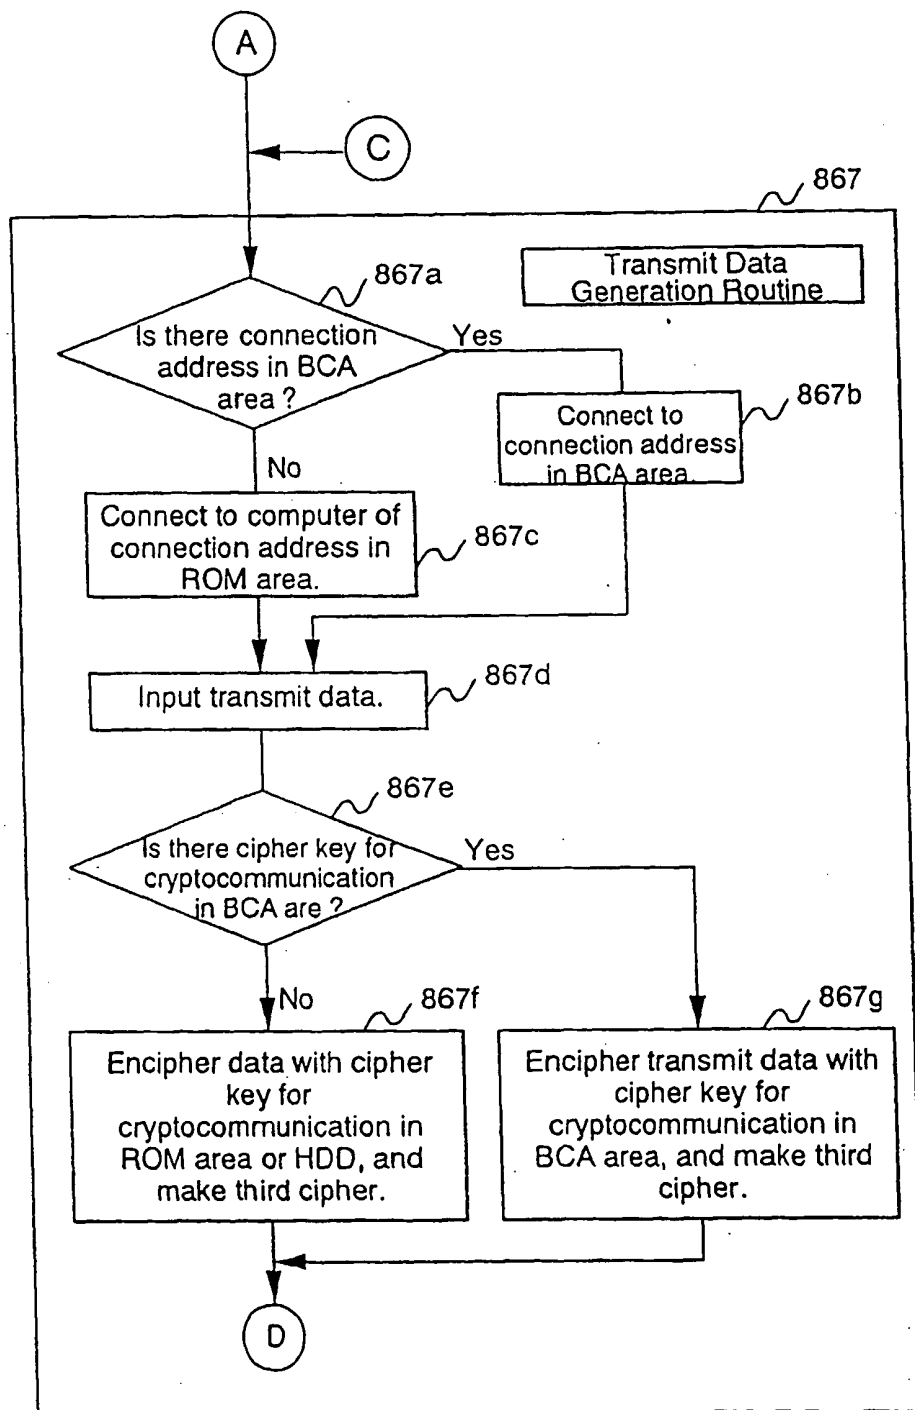 A
C
867
Transmit Data
Generation Routine
867a
Is there connection
address in BCA
area ?
Yes
867b
Connect to
connection address
in BCA area.
No
Connect to computer of
connection address in
ROM area.
867c
Input transmit data.
867d
867e
Is there cipher key for
cryptocommunication
in BCA are ?
Yes
No
867f
Encipher data with cipher
key for
cryptocommunication in
ROM area or HDD, and
make third cipher.
867g
Encipher transmit data with
cipher key for
cryptocommunication in
BCA area, and make third
cipher.
D